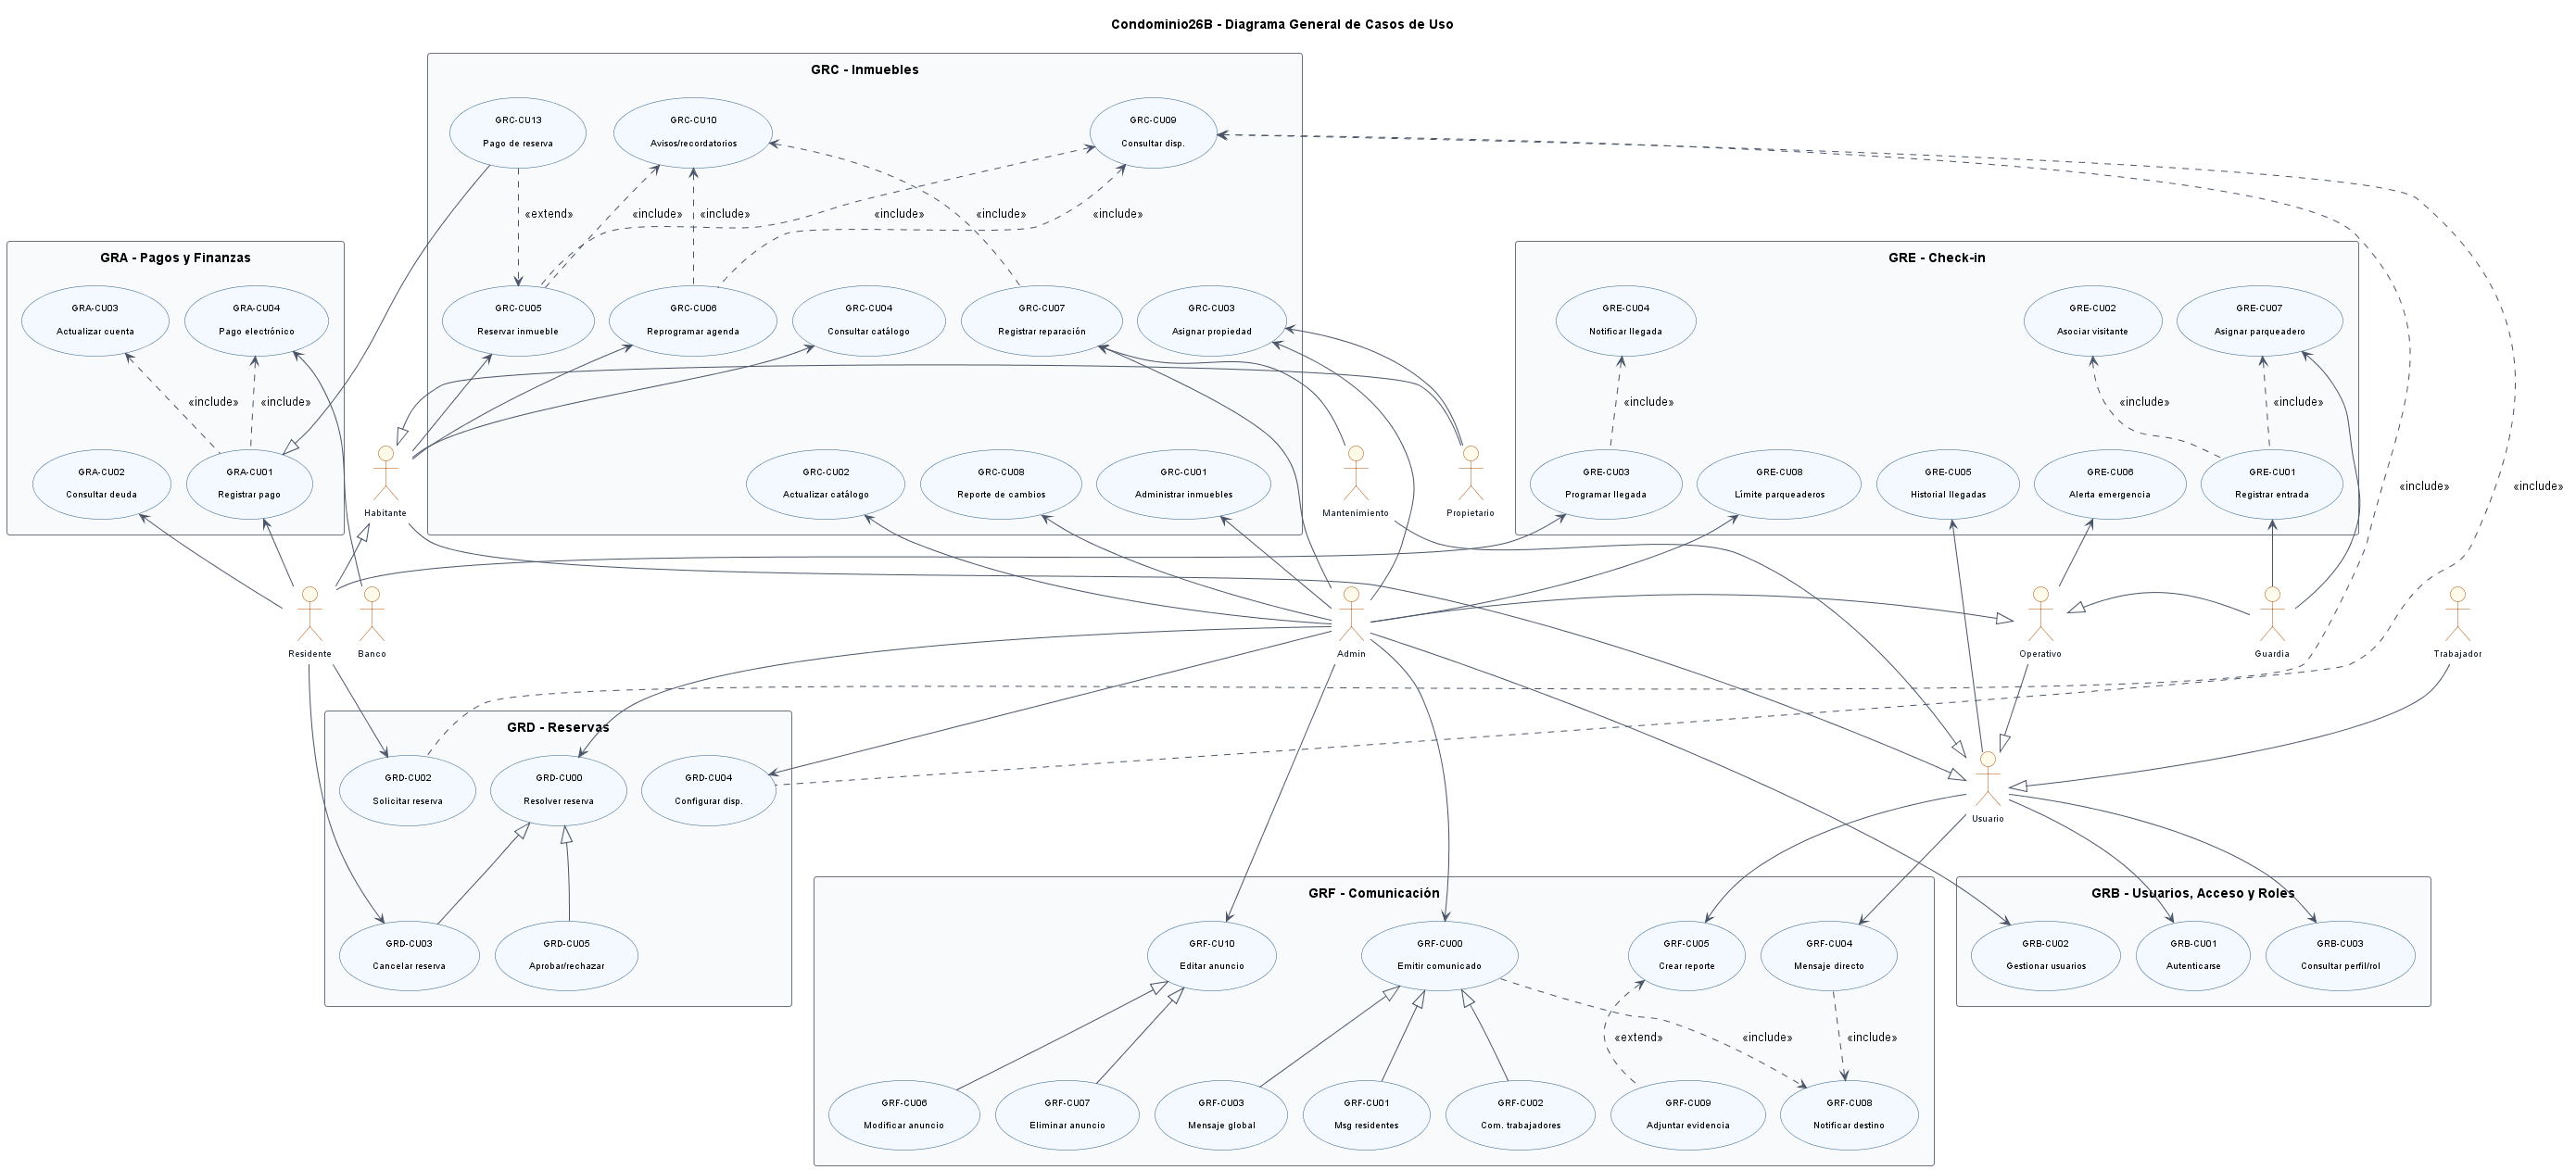 Condominio26B - Diagrama General de Casos de Uso
GRC - Inmuebles
GRC-CU13
Pago de reserva
GRC-CU10
Avisos/recordatorios
GRC-CU09
Consultar disp.
«extend»
«include»
«include»
«include»
«include»
«include»
GRA - Pagos y Finanzas
GRE - Check-in
GRA-CU03
Actualizar cuenta
GRA-CU04
Pago electrónico
GRC-CU05
Reservar inmueble
GRC-CU06
Reprogramar agenda
GRC-CU04
Consultar catálogo
GRC-CU07
Registrar reparación
GRC-CU03
Asignar propiedad
GRE-CU04
Notificar llegada
GRE-CU02
Asociar visitante
GRE-CU07
Asignar parqueadero
«include»
«include»
«include»
«include»
«include»
GRA-CU02
Consultar deuda
GRA-CU01
Registrar pago
Habitante
GRC-CU02
Actualizar catálogo
GRC-CU08
Reporte de cambios
GRC-CU01
Administrar inmuebles
Mantenimiento
Propietario
GRE-CU03
Programar llegada
GRE-CU08
Límite parqueaderos
GRE-CU05
Historial llegadas
GRE-CU06
Alerta emergencia
GRE-CU01
Registrar entrada
«include»
«include»
Residente
Banco
Admin
Operativo
Guardia
Trabajador
GRD - Reservas
GRD-CU02
Solicitar reserva
GRD-CU00
Resolver reserva
GRD-CU04
Configurar disp.
Usuario
GRF - Comunicación
GRB - Usuarios, Acceso y Roles
GRD-CU03
Cancelar reserva
GRD-CU05
Aprobar/rechazar
GRF-CU10
Editar anuncio
GRF-CU00
Emitir comunicado
GRF-CU05
Crear reporte
GRF-CU04
Mensaje directo
GRB-CU02
Gestionar usuarios
GRB-CU01
Autenticarse
GRB-CU03
Consultar perfil/rol
«extend»
«include»
«include»
GRF-CU06
Modificar anuncio
GRF-CU07
Eliminar anuncio
GRF-CU03
Mensaje global
GRF-CU01
Msg residentes
GRF-CU02
Com. trabajadores
GRF-CU09
Adjuntar evidencia
GRF-CU08
Notificar destino